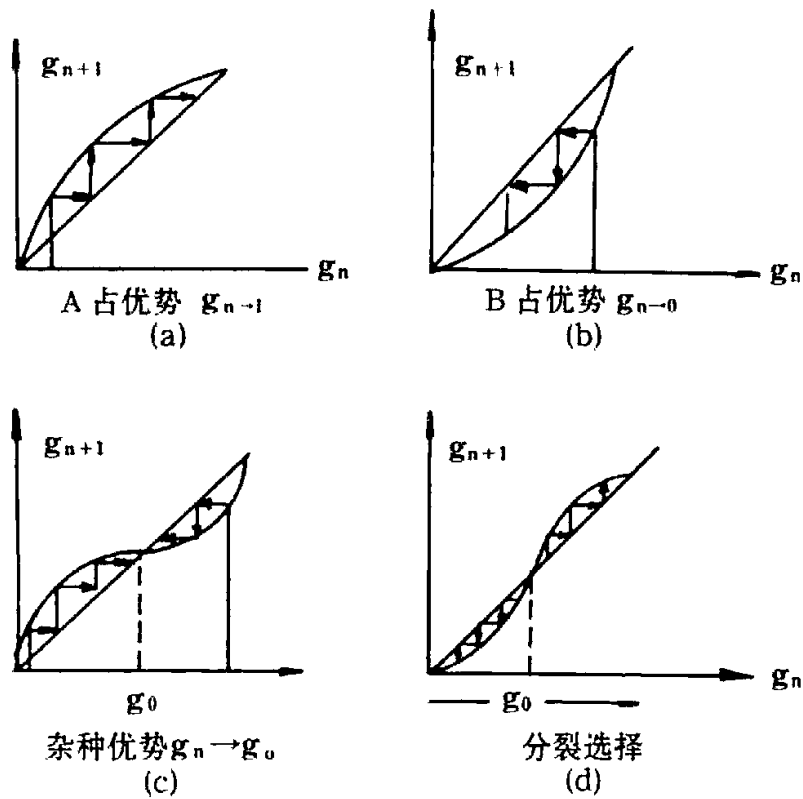 gn+1
gn
A 占优势 gn→1
(a)
gn+1
gn
B 占优势 gn→0
(b)
gn+1
g0
杂种优势gn→g0
(c)
gn+1
gn
g0
分裂选择
(d)